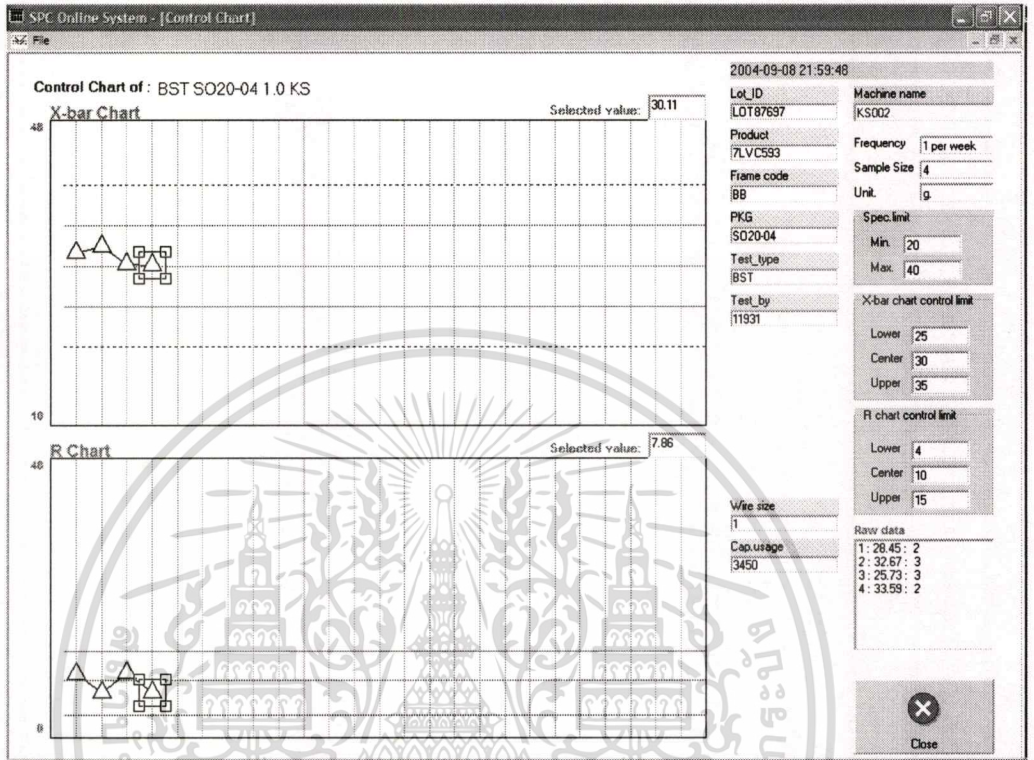 SPC Online System - [Control Chart]
File
Control Chart of : BST SO20-04 1.0 KS
X-bar Chart
Selected value: 30.11
48
10
R Chart
Selected value: 7.86
48
0
2004-09-08 21:59:48
Lot_ID
LOT87697
Product
7LVC593
Frame code
BB
PKG
SO20-04
Test_type
BST
Test_by
11931
Wire size
1
Cap.usage
3450
Machine name
KS002
Frequency 1 per week
Sample Size 4
Unit. g.
Spec.limit
Min. 20
Max. 40
X-bar chart control limit
Lower 25
Center 30
Upper 35
R chart control limit
Lower 4
Center 10
Upper 15
Raw data
1 : 28.45 : 2
2 : 32.67 : 3
3 : 25.73 : 3
4 : 33.59 : 2
Close